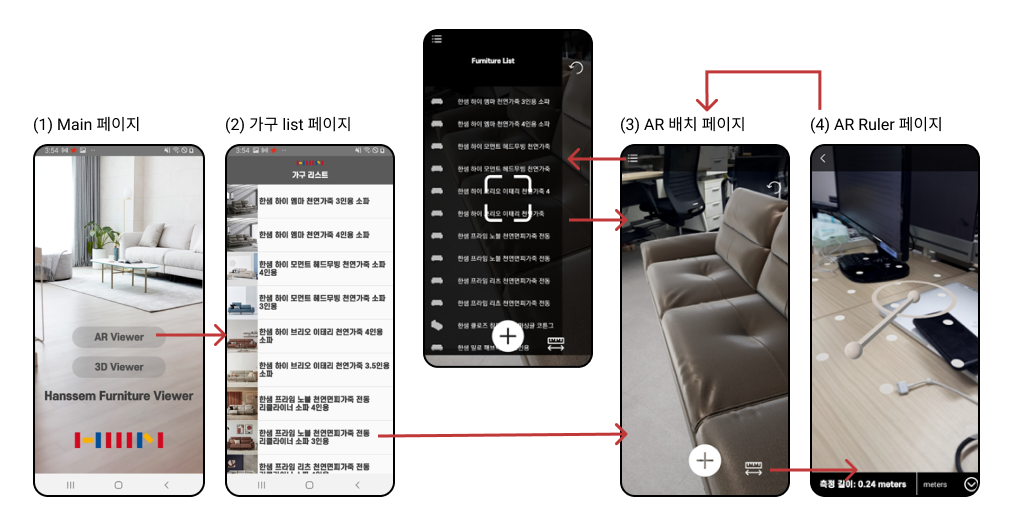 Furniture List
한샘 하이 엠마 천연가죽 3인용 소파
한샘 하이 엠마 천연가죽 4인용 소파
한샘 하이 모먼트 헤드무빙 천연가죽
한샘 하이 모먼트 헤드무빙 천연가죽
한샘 하이 브리오 이태리 천연가죽 4
한샘 하이 브리오 이태리 천연가죽
한샘 프라임 노블 천연면피가죽 전동
한샘 프라임 노블 천연면피가죽 전동
한샘 프라임 리츠 천연면피가죽 전동
한샘 프라임 리츠 천연면피가죽 전동
한샘 클로즈
한샘 밀로 패브
(1) Main 페이지
3:54
AR Viewer
3D Viewer
Hanssem Furniture Viewer
(2) 가구 list 페이지
3:54
가구 리스트
한샘 하이 엠마 천연가죽 3인용 소파
한샘 하이 엠마 천연가죽 4인용 소파
한샘 하이 모먼트 헤드무빙 천연가죽 소파
4인용
한샘 하이 모먼트 헤드무빙 천연가죽 소파
3인용
한샘 하이 브리오 이태리 천연가죽 4인용
소파
한샘 하이 브리오 이태리 천연가죽 3.5인용
소파
한샘 프라임 노블 천연면피가죽 전동
리클라이너 소파 4인용
한샘 프라임 노블 천연면피가죽 전동
리클라이너 소파 3인용
한샘 프라임 리츠 천연면피가죽 전동
(3) AR 배치 페이지
(4) AR Ruler 페이지
측정 길이: 0.24 meters
meters